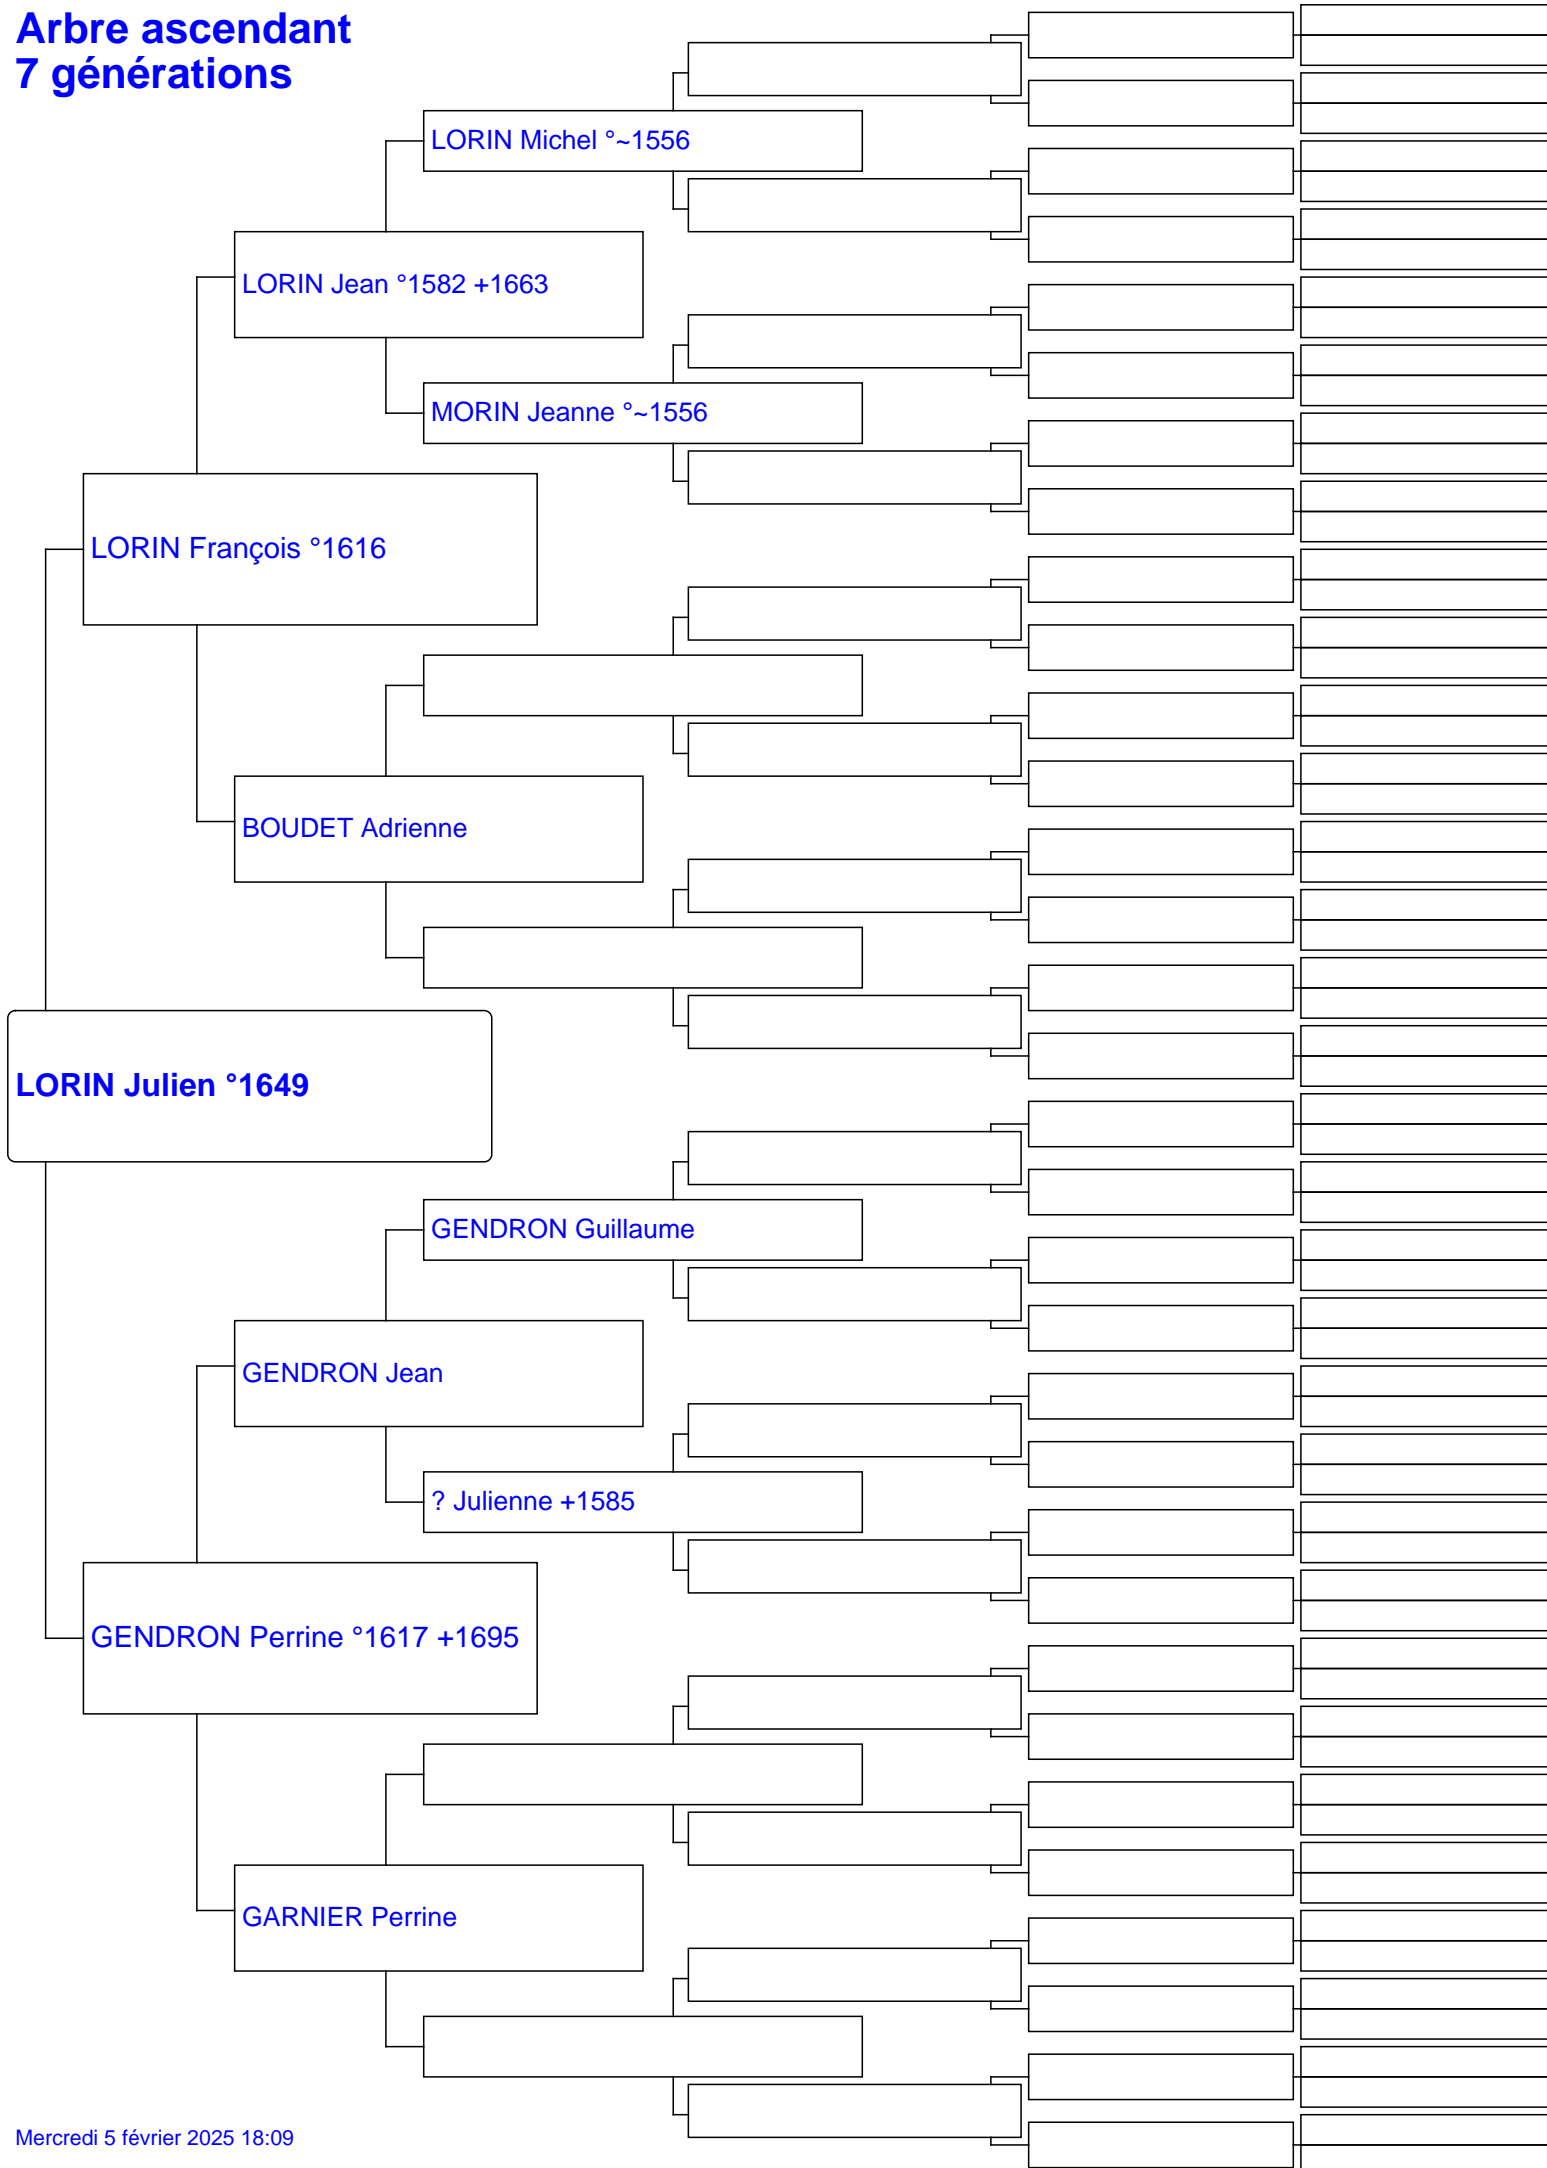 Arbre ascendant
7 générations
LORIN Michel °~1556
LORIN Jean °1582 +1663
MORIN Jeanne °~1556
LORIN François °1616
BOUDET Adrienne
LORIN Julien °1649
GENDRON Guillaume
GENDRON Jean
? Julienne +1585
GENDRON Perrine °1617 +1695
GARNIER Perrine
Mercredi 5 février 2025 18:09